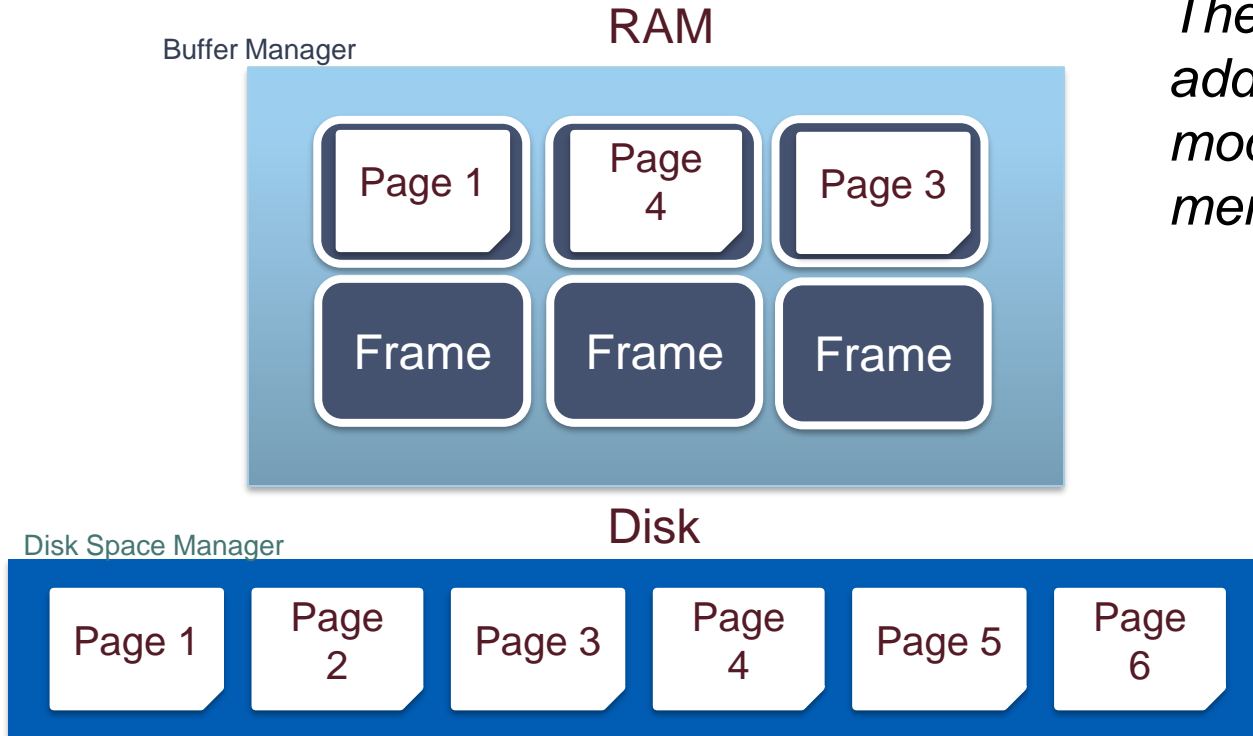 RAM
Buffer Manager
The
Page 1
Page
4
Page 3
Frame
Frame
Frame
Disk
Disk Space Manager
Page 1
Page
2
Page 3
Page
4
Page 5
Page
6